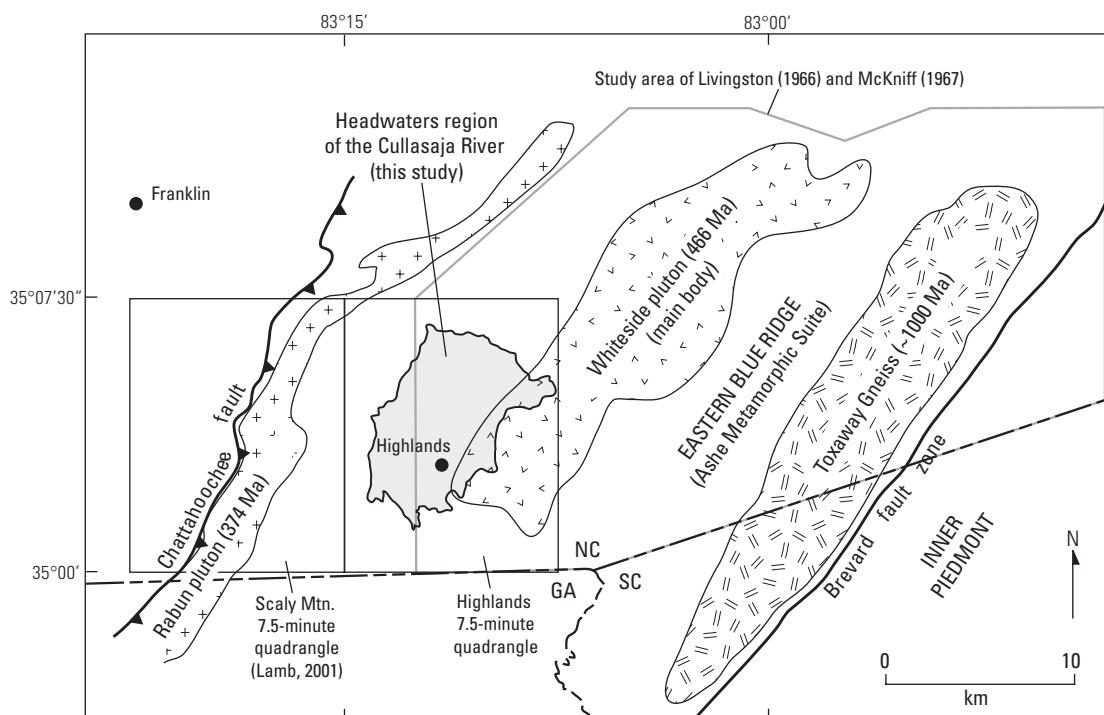 83°15′
83°00′
Study area of Livingston (1966) and McKniff (1967)
Headwaters region
of the Cullasaja River
(this study)
Franklin
35°07′30″
Whiteside pluton (466 Ma)
(main body)
EASTERN BLUE RIDGE
(Ashe Metamorphic Suite)
Toxaway Gneiss (~1000 Ma)
Chattahoochee fault
Highlands
Rabun pluton (374 Ma)
Brevard fault zone
INNER
PIEDMONT
N
35°00′
NC
GA
SC
Scaly Mtn.
7.5-minute
quadrangle
(Lamb, 2001)
Highlands
7.5-minute
quadrangle
0
10
km